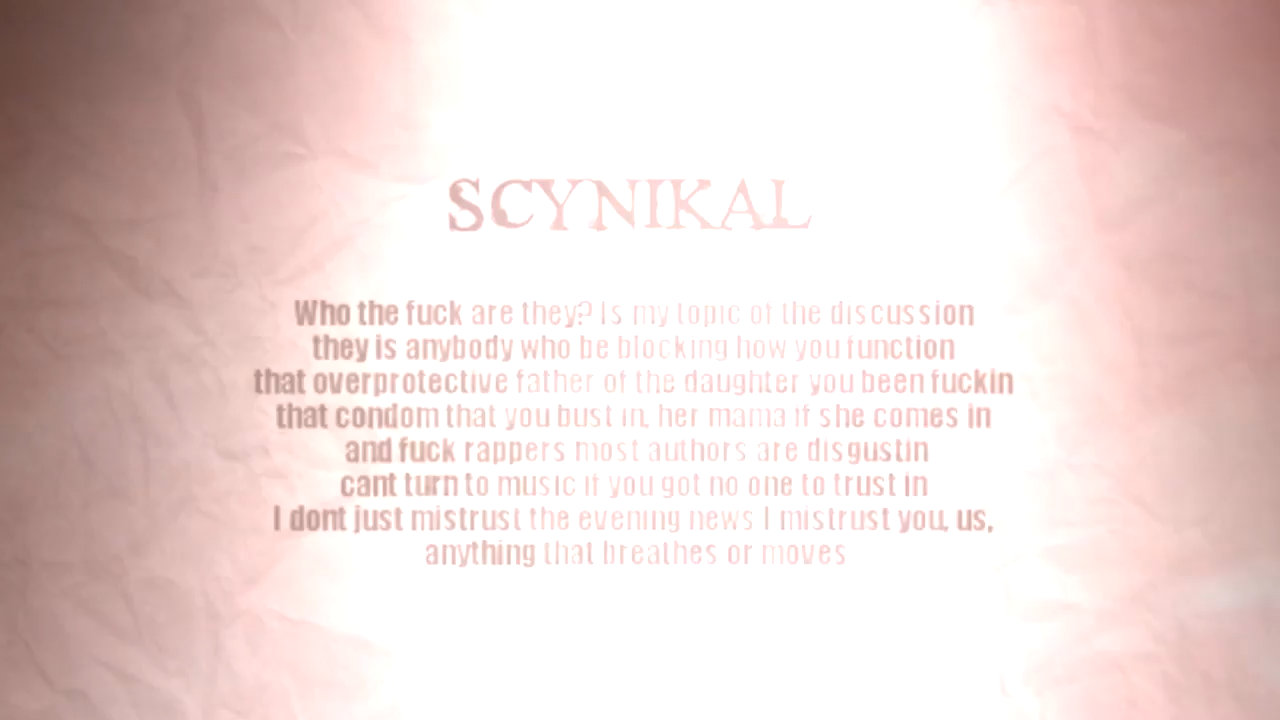 SCYNIKAL
Who the fuck are they? Is my topic of the discussion
they is anybody who be blocking how you function
that overprotective father of the daughter you been fuckin
that condom that you bust in, her mama if she comes in
and fuck rappers most authors are disgustin
cant turn to music if you got no one to trust in
I dont just mistrust the evening news I mistrust you, us,
anything that breathes or moves